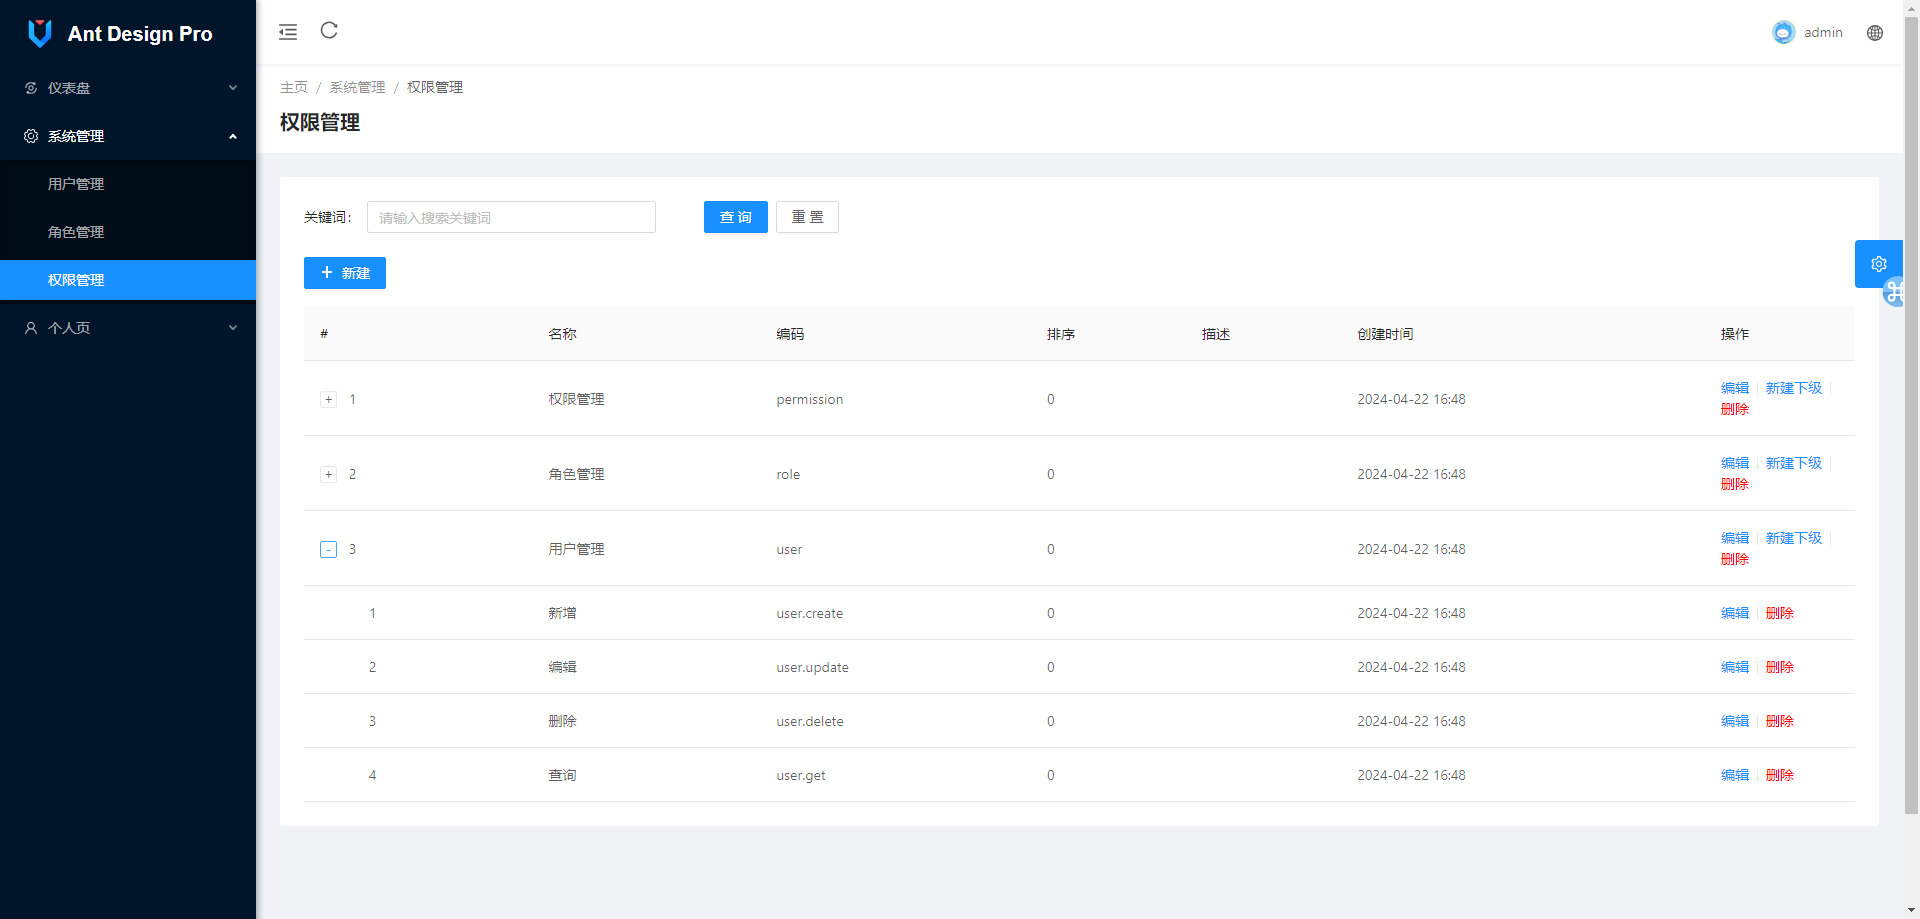 Ant Design Pro
仪表盘
系统管理
用户管理
角色管理
权限管理
个人页
admin
主页 / 系统管理 / 权限管理
权限管理
关键词: 请输入搜索关键词 查 询 重 置
+ 新建
# 名称 编码 排序 描述 创建时间 操作
+ 1 权限管理 permission 0 2024-04-22 16:48 编辑 新建下级
删除
+ 2 角色管理 role 0 2024-04-22 16:48 编辑 新建下级
删除
- 3 用户管理 user 0 2024-04-22 16:48 编辑 新建下级
删除
1 新增 user.create 0 2024-04-22 16:48 编辑 删除
2 编辑 user.update 0 2024-04-22 16:48 编辑 删除
3 删除 user.delete 0 2024-04-22 16:48 编辑 删除
4 查询 user.get 0 2024-04-22 16:48 编辑 删除